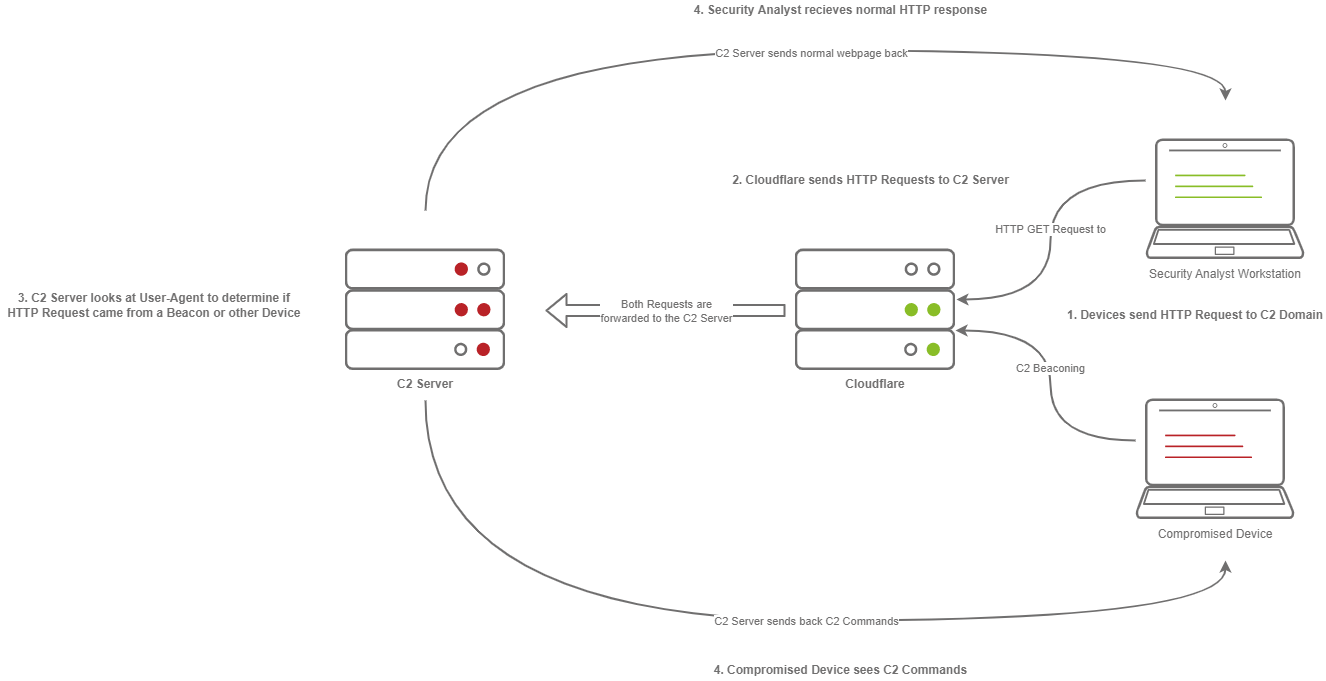 4. Security Analyst recieves normal HTTP response
C2 Server sends normal webpage back
2. Cloudflare sends HTTP Requests to C2 Server
HTTP GET Request to
Security Analyst Workstation
3. C2 Server looks at User-Agent to determine if
HTTP Request came from a Beacon or other Device
Both Requests are
forwarded to the C2 Server
1. Devices send HTTP Request to C2 Domain
C2 Server
Cloudflare
C2 Beaconing
Compromised Device
C2 Server sends back C2 Commands
4. Compromised Device sees C2 Commands